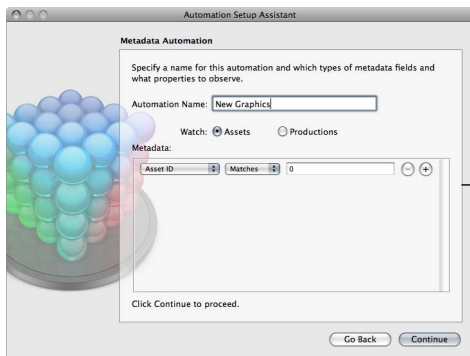 Automation Setup Assistant
Metadata Automation
Specify a name for this automation and which types of metadata fields and
what properties to observe.
Automation Name: New Graphics
Watch: Assets Productions
Metadata:
Asset ID Matches 0
Click Continue to proceed.
Go Back Continue